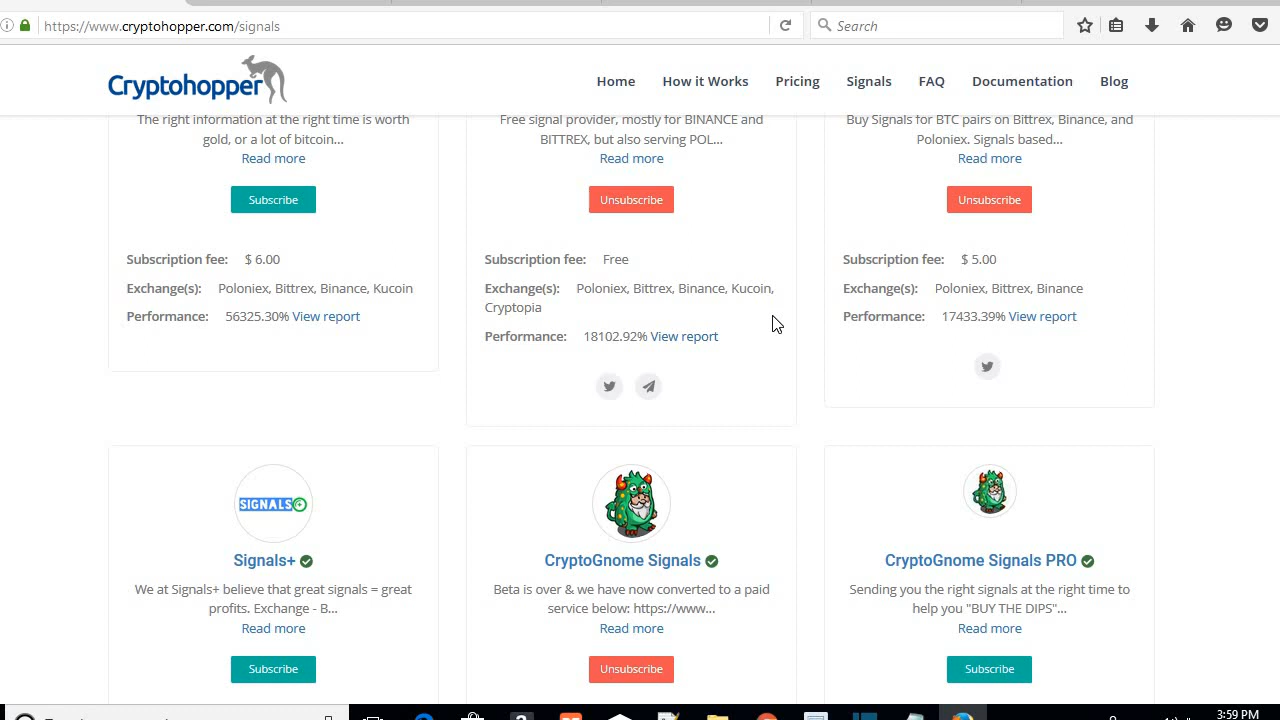 https://www.cryptohopper.com/signals
Search
Cryptohopper
Home
How it Works
Pricing
Signals
FAQ
Documentation
Blog
The right information at the right time is worth
gold, or a lot of bitcoin...
Read more
Subscribe
Subscription fee: $ 6.00
Exchange(s): Poloniex, Bittrex, Binance, Kucoin
Performance: 56325.30% View report
Free signal provider, mostly for BINANCE and
BITTREX, but also serving POL...
Read more
Unsubscribe
Subscription fee: Free
Exchange(s): Poloniex, Bittrex, Binance, Kucoin,
Cryptopia
Performance: 18102.92% View report
Buy Signals for BTC pairs on Bittrex, Binance, and
Poloniex. Signals based...
Read more
Unsubscribe
Subscription fee: $ 5.00
Exchange(s): Poloniex, Bittrex, Binance
Performance: 17433.39% View report
SIGNALS
Signals+
We at Signals+ believe that great signals = great
profits. Exchange - B...
Read more
Subscribe
CryptoGnome Signals
Beta is over & we have now converted to a paid
service below: https://www...
Read more
Unsubscribe
CryptoGnome Signals PRO
Sending you the right signals at the right time to
help you "BUY THE DIPS"...
Read more
Subscribe
3:59 PM